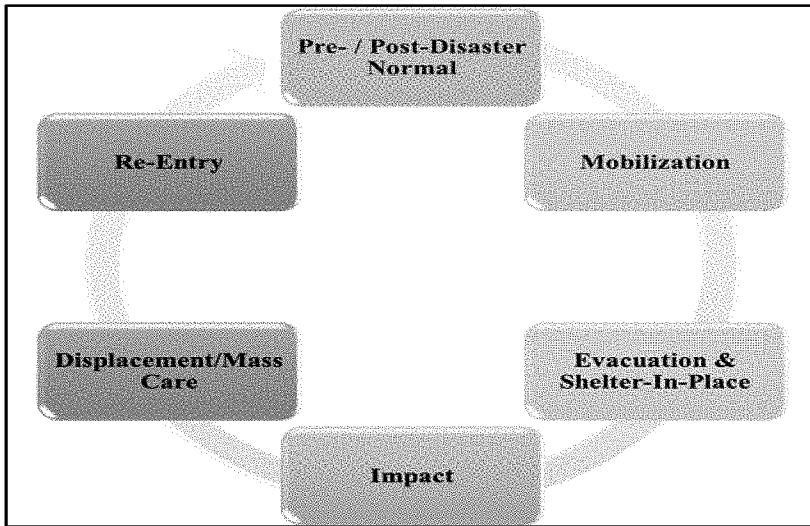 Pre- / Post-Disaster
Normal
Mobilization
Evacuation &
Shelter-In-Place
Impact
Displacement/Mass
Care
Re-Entry